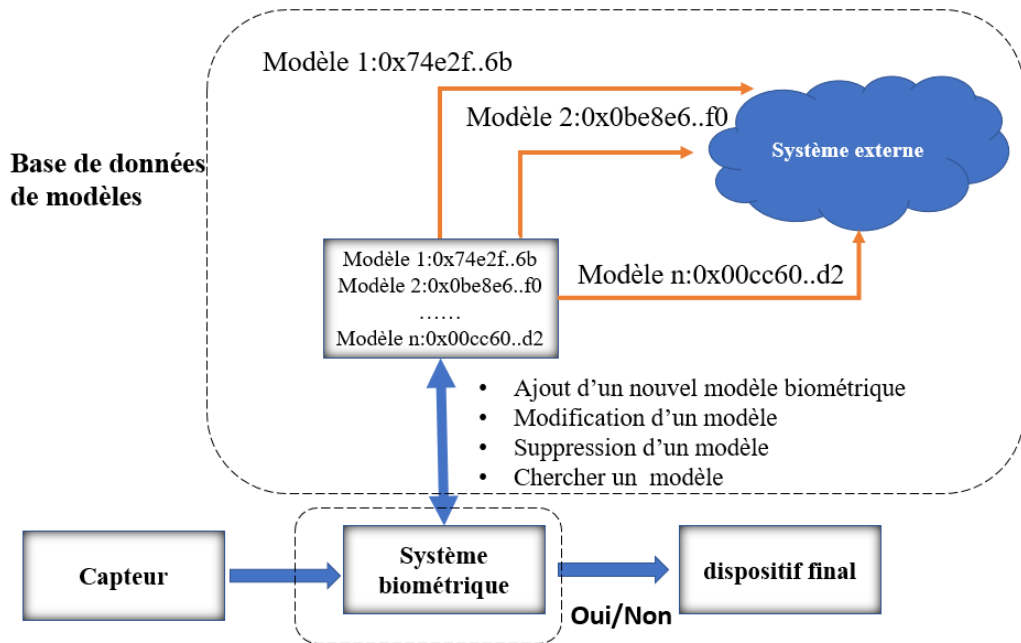 Modèle 1:0x74e2f..6b
Modèle 2:0x0be8e6..f0
Système externe
Base de données
de modèles
Modèle 1:0x74e2f..6b
Modèle 2:0x0be8e6..f0
……
Modèle n:0x00cc60..d2
Modèle n:0x00cc60..d2
• Ajout d’un nouvel modèle biométrique
• Modification d’un modèle
• Suppression d’un modèle
• Chercher un modèle
Capteur
Système
biométrique
Oui/Non
dispositif final